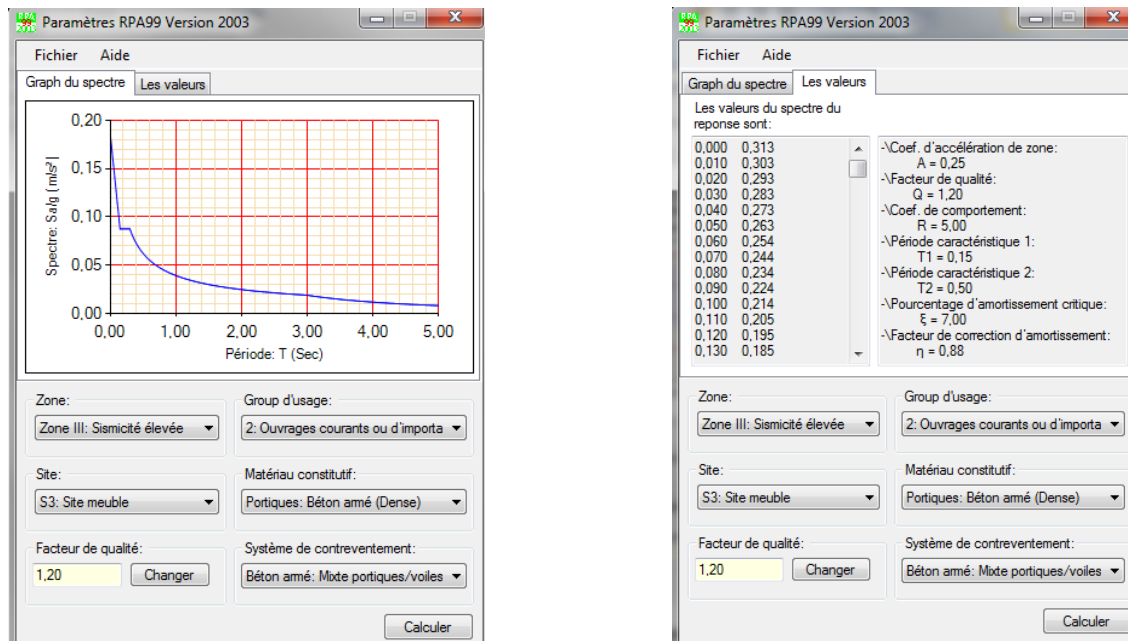 Paramètres RPA99 Version 2003
Fichier Aide
Graph du spectre Les valeurs
0,20
0,15
0,10
0,05
0,00
Spectre: Sa/g ( mls²|
0,00 1,00 2,00 3,00 4,00 5,00
Période: T (Sec)
Zone:
Zone III: Sismicité élevée
Group d'usage:
2: Ouvrages courants ou d'importa
Site:
S3: Site meuble
Matériau constitutif:
Portiques: Béton armé (Dense)
Facteur de qualité:
1,20 Changer
Système de contreventement:
Béton armé: Mixte portiques/voiles
Calculer
Paramètres RPA99 Version 2003
Fichier Aide
Graph du spectre Les valeurs
Les valeurs du spectre du
reponse sont:
0,000 0,313
0,010 0,303
0,020 0,293
0,030 0,283
0,040 0,273
0,050 0,263
0,060 0,254
0,070 0,244
0,080 0,234
0,090 0,224
0,100 0,214
0,110 0,205
0,120 0,195
0,130 0,185
-\Coef. d'accélération de zone:
A = 0,25
-\Facteur de qualité:
Q = 1,20
-\Coef. de comportement:
R = 5,00
-\Période caractéristique 1:
T1 = 0,15
-\Période caractéristique 2:
T2 = 0,50
-\Pourcentage d'amortissement critique:
ξ = 7,00
-\Facteur de correction d'amortissement:
η = 0,88
Zone:
Zone III: Sismicité élevée
Group d'usage:
2: Ouvrages courants ou d'importa
Site:
S3: Site meuble
Matériau constitutif:
Portiques: Béton armé (Dense)
Facteur de qualité:
1,20 Changer
Système de contreventement:
Béton armé: Mixte portiques/voiles
Calculer